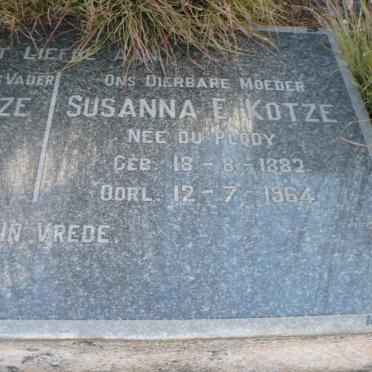 LIEFDE
VADER
ONS DIERBARE MOEDER
ZE
SUSANNA E. KOTZE
NÉE DU PLOOY
GEB. 18-8-1882
OORL. 12-7-1964
IN VREDE.